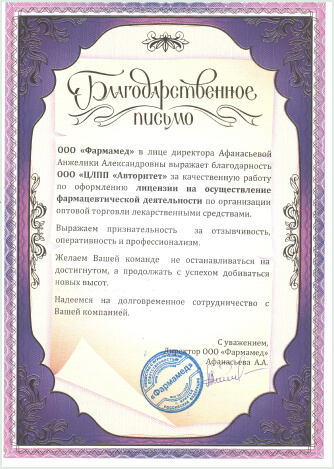 Благодарственное
письмо
ООО «Фармамед» в лице директора Афанасьевой
Анжелики Александровны выражает благодарность
ООО «ЦЛПП «Авторитет» за качественную работу
по оформлению лицензии на осуществление
фармацевтической деятельности по организации
оптовой торговли лекарственными средствами.
Выражаем признательность за отзывчивость,
оперативность и профессионализм.
Желаем Вашей команде не останавливаться на
достигнутом, а продолжать с успехом добиваться
новых высот.
Надеемся на долговременное сотрудничество с
Вашей компанией.
С уважением,
Директор ООО «Фармамед»
Афанасьева А.А.
«Фармамед»